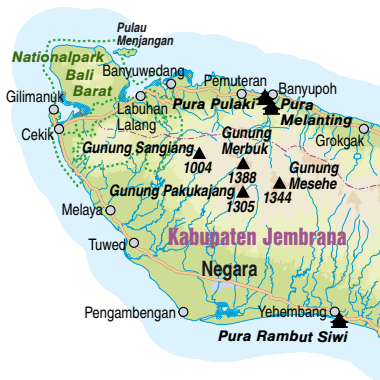 Pulau
Menjangan
Nationalpark
Bali
Barat
Banyuwedang
Pemuteran
Banyupoh
Gilimanuk
Labuhan
Lalang
Pura Pulaki
Pura
Melanting
Cekik
Grokgak
Gunung Sangiang
1004
Gunung
Merbuk
1388
Gunung
Mesehe
1344
Gunung Pakukajang
1305
Melaya
Kabupaten Jembrana
Tuwed
Negara
Pengambengan
Yehembang
Pura Rambut Siwi